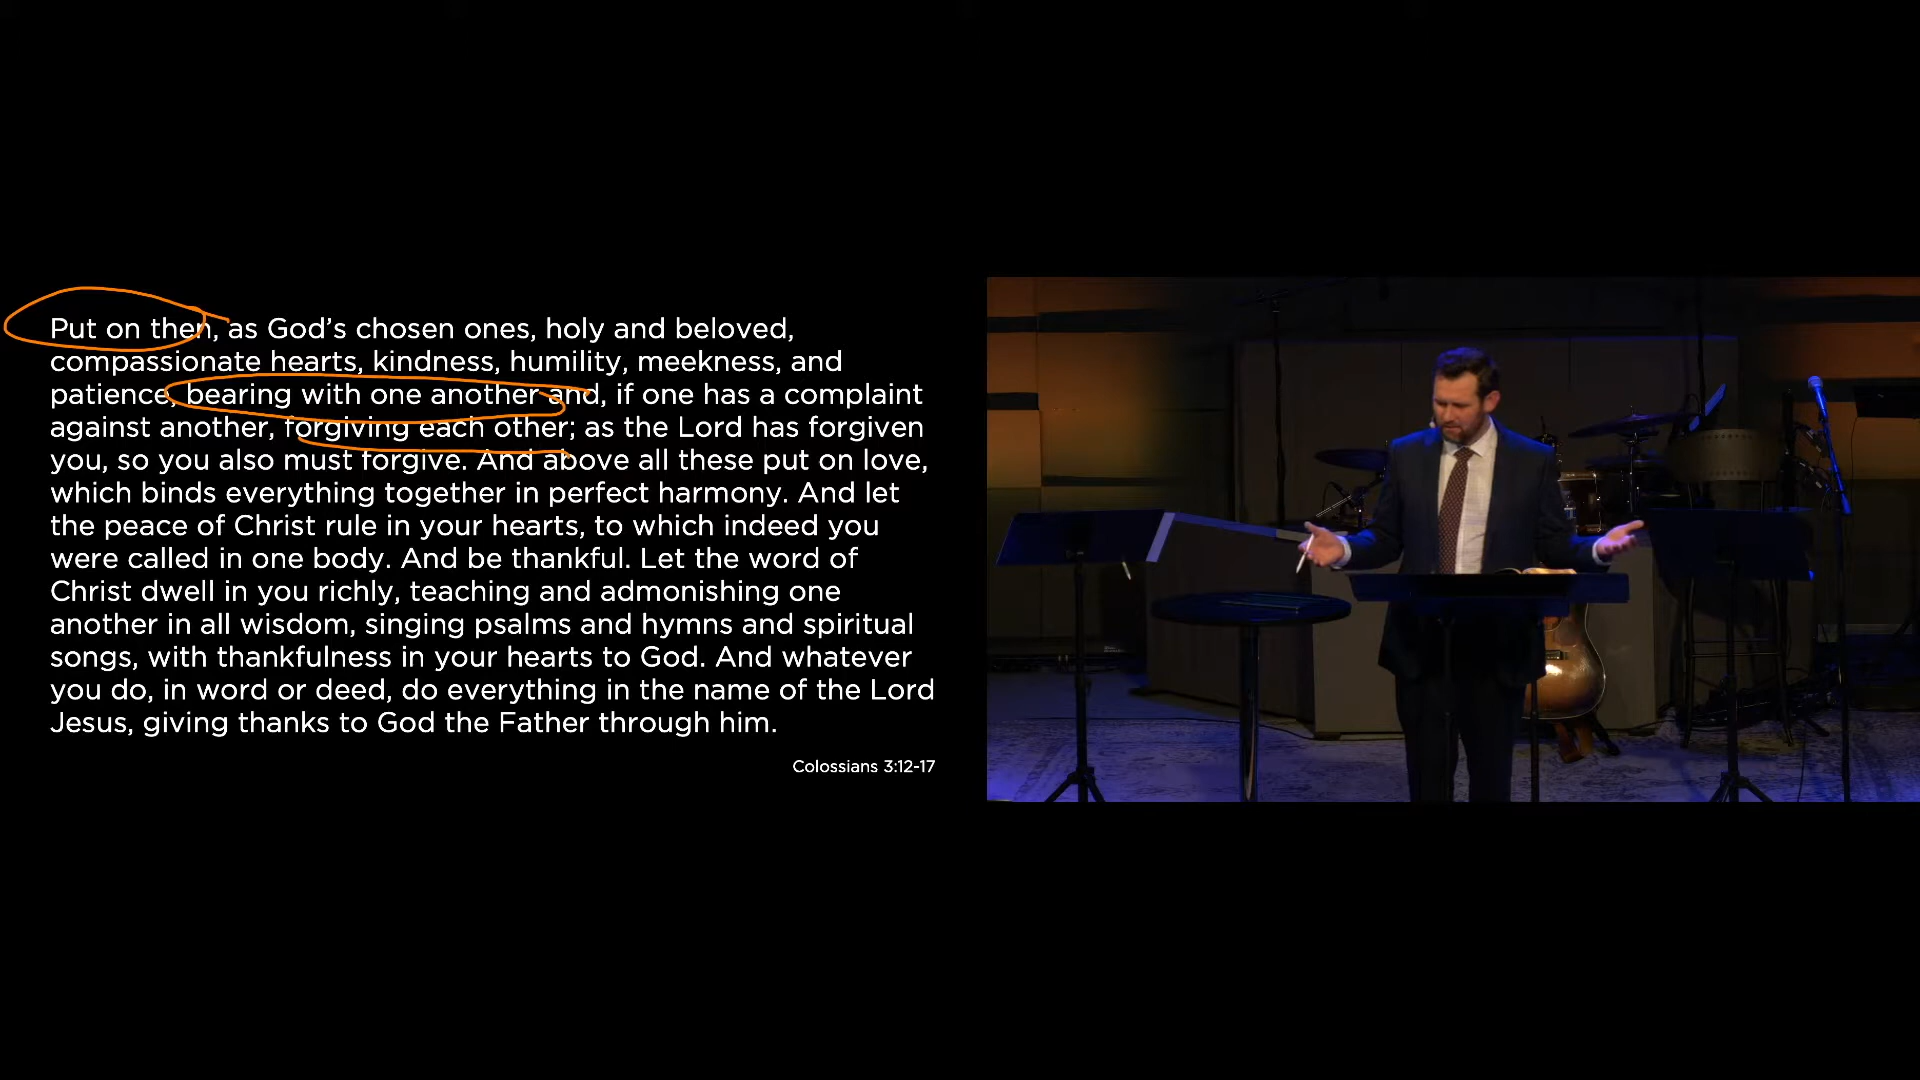 Put on then, as God’s chosen ones, holy and beloved,
compassionate hearts, kindness, humility, meekness, and
patience, bearing with one another and, if one has a complaint
against another, forgiving each other; as the Lord has forgiven
you, so you also must forgive. And above all these put on love,
which binds everything together in perfect harmony. And let
the peace of Christ rule in your hearts, to which indeed you
were called in one body. And be thankful. Let the word of
Christ dwell in you richly, teaching and admonishing one
another in all wisdom, singing psalms and hymns and spiritual
songs, with thankfulness in your hearts to God. And whatever
you do, in word or deed, do everything in the name of the Lord
Jesus, giving thanks to God the Father through him.
Colossians 3:12-17